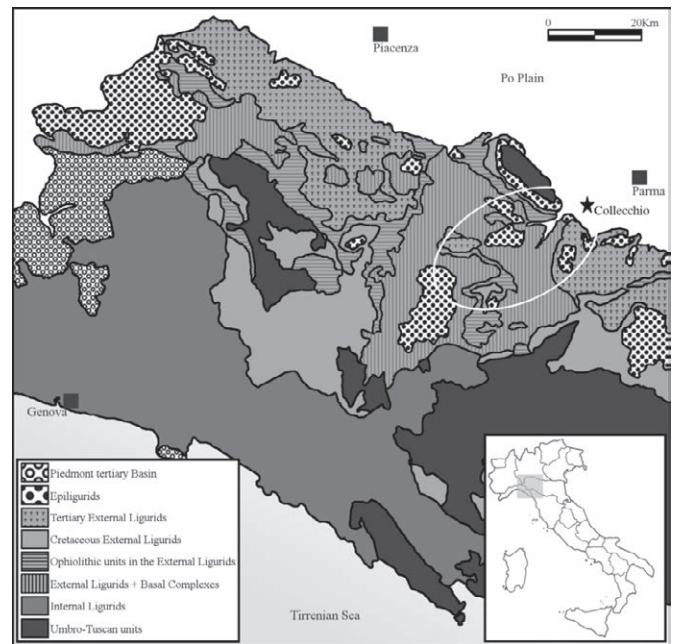 0 20Km
Piacenza
Po Plain
Parma
Collecchio
Genova
Piedmont tertiary Basin
Epiligurids
Tertiary External Ligurids
Cretaceous External Ligurids
Ophiolithic units in the External Ligurids
External Ligurids + Basal Complexes
Internal Ligurids
Umbro-Tuscan units
Tirrenian Sea